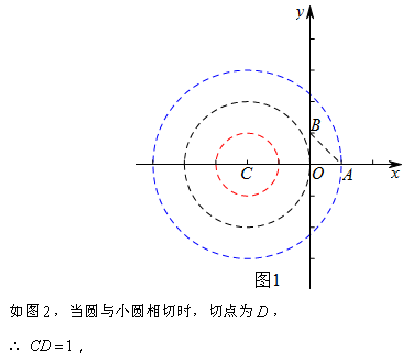 y
B
C
O
A
x
图1
如图2，当圆与小圆相切时，切点为D，
∴ CD=1，